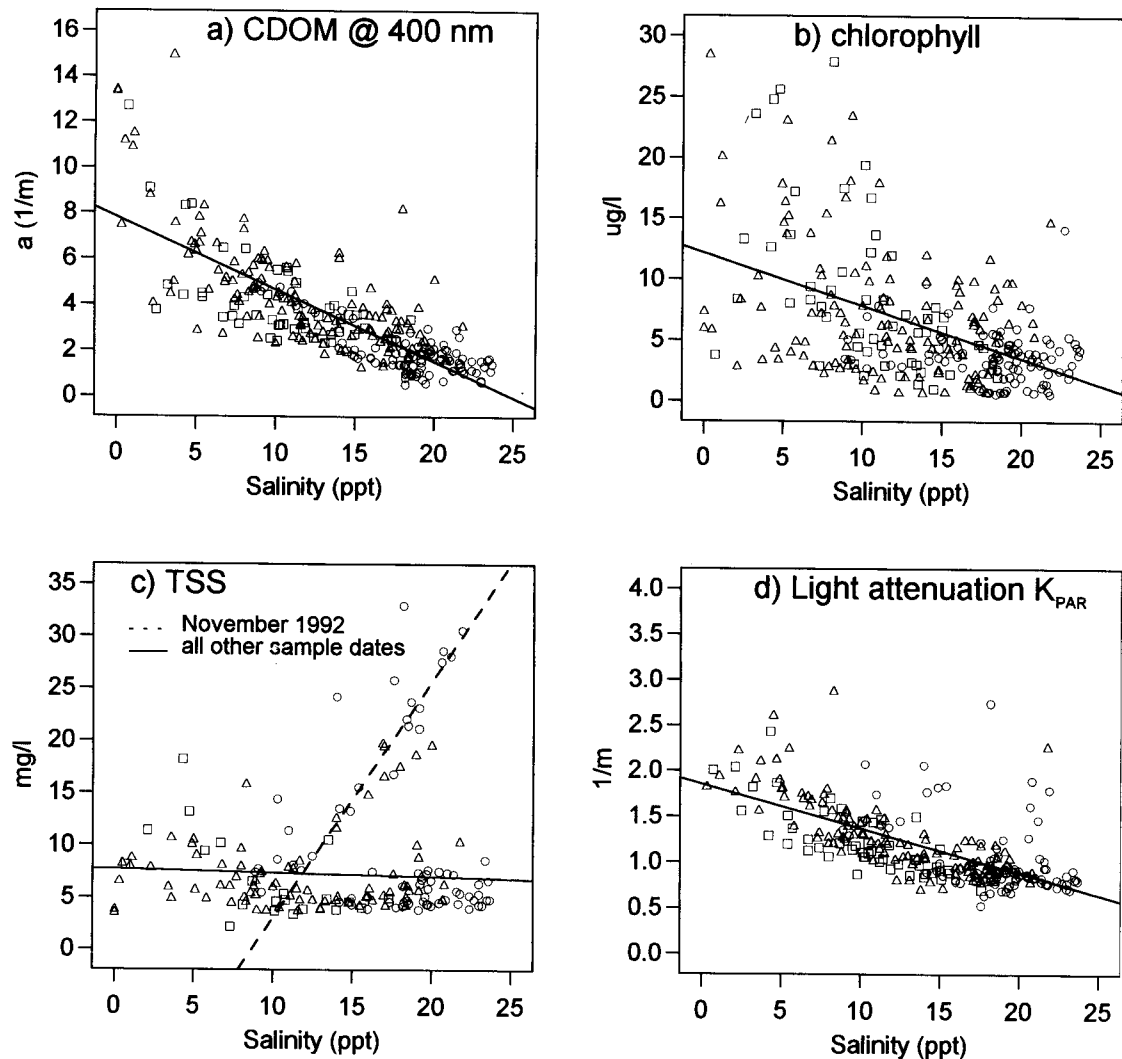 a) CDOM @ 400 nm
a (1/m)
16
14
12
10
8
6
4
2
0
0 5 10 15 20 25
Salinity (ppt)
b) chlorophyll
ug/l
30
25
20
15
10
5
0
0 5 10 15 20 25
Salinity (ppt)
c) TSS
November 1992
all other sample dates
mg/l
35
30
25
20
15
10
5
0
0 5 10 15 20 25
Salinity (ppt)
d) Light attenuation KPAR
1/m
4.0
3.5
3.0
2.5
2.0
1.5
1.0
0.5
0.0
0 5 10 15 20 25
Salinity (ppt)